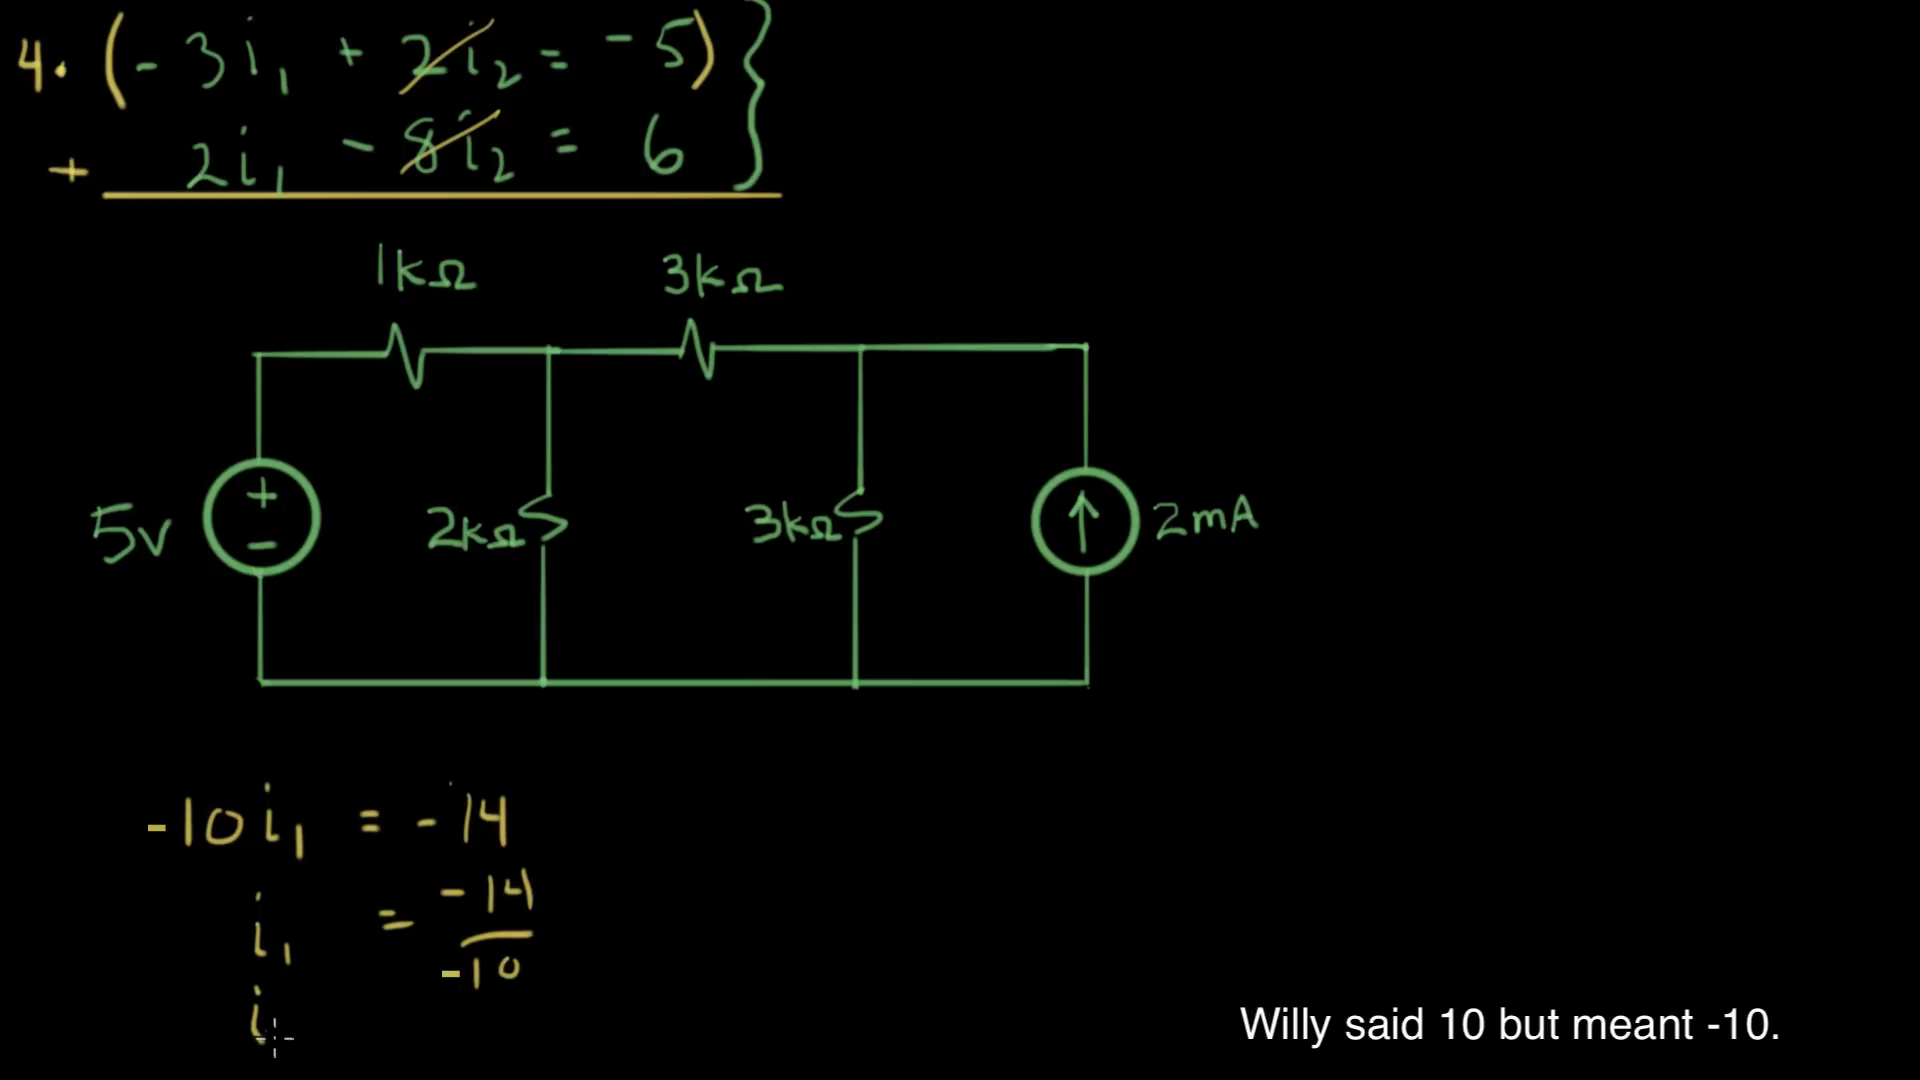 4. (- 3i₁ + 2i₂ = -5)
+ 2i₁ - 8i₂ = 6
1kΩ 3kΩ
5v + - 2kΩ 3kΩ 2mA
-10i₁ = -14
i₁ = -14
-10
i
Willy said 10 but meant -10.